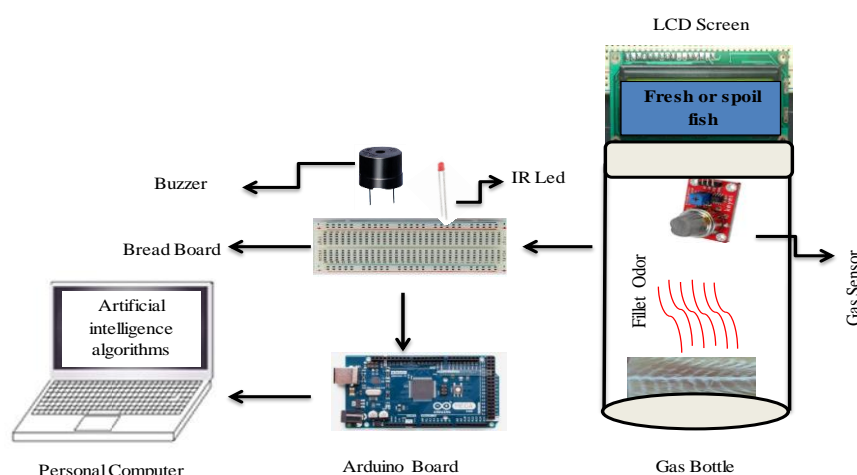 LCD Screen
Fresh or spoil
fish
Buzzer
IR Led
Bread Board
Fillet Odor
Gas Sensor
Artificial
intelligence
algorithms
Personal Computer
Arduino Board
Gas Bottle